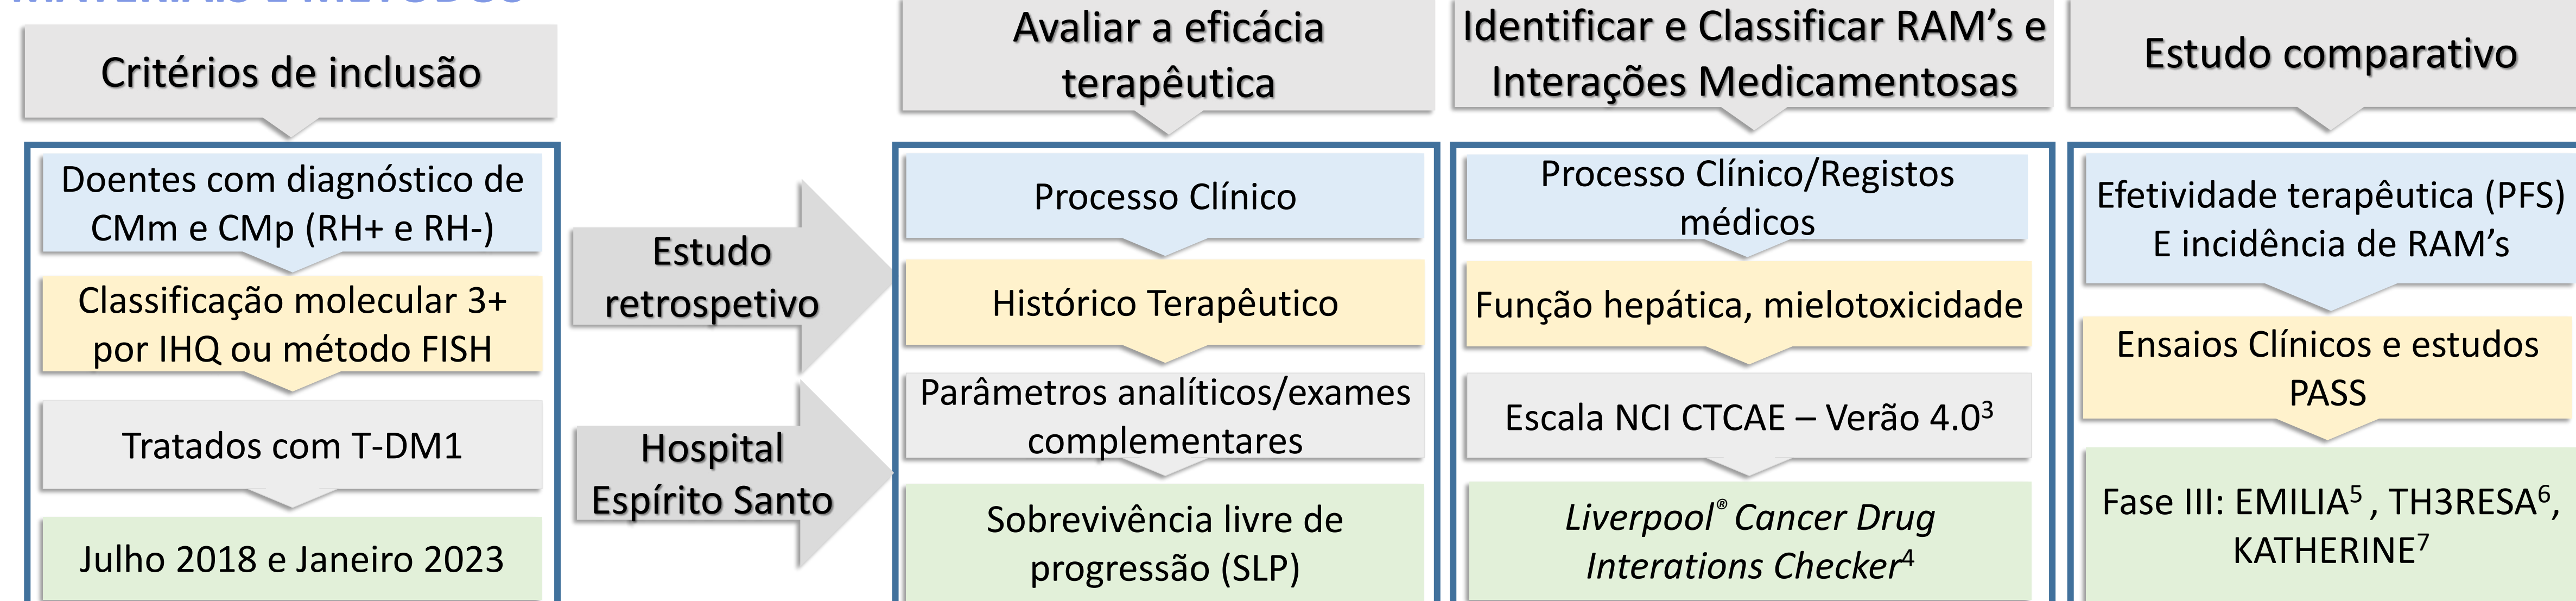 MATERIAIS E MÉTODOS
Critérios de inclusão
Doentes com diagnóstico de
CMm e CMp (RH+ e RH-)
Classificação molecular 3+
por IHQ ou método FISH
Tratados com T-DM1
Julho 2018 e Janeiro 2023
Estudo
retrospetivo
Hospital
Espírito Santo
Avaliar a eficácia
terapêutica
Processo Clínico
Histórico Terapêutico
Parâmetros analíticos/exames
complementares
Sobrevivência livre de
progressão (SLP)
Identificar e Classificar RAM’s e
Interações Medicamentosas
Processo Clínico/Registos
médicos
Função hepática, mielotoxicidade
Escala NCI CTCAE – Verão 4.0³
Liverpool® Cancer Drug
Interations Checker⁴
Estudo comparativo
Efetividade terapêutica (PFS)
E incidência de RAM’s
Ensaios Clínicos e estudos
PASS
Fase III: EMILIA⁵ , TH3RESA⁶,
KATHERINE⁷